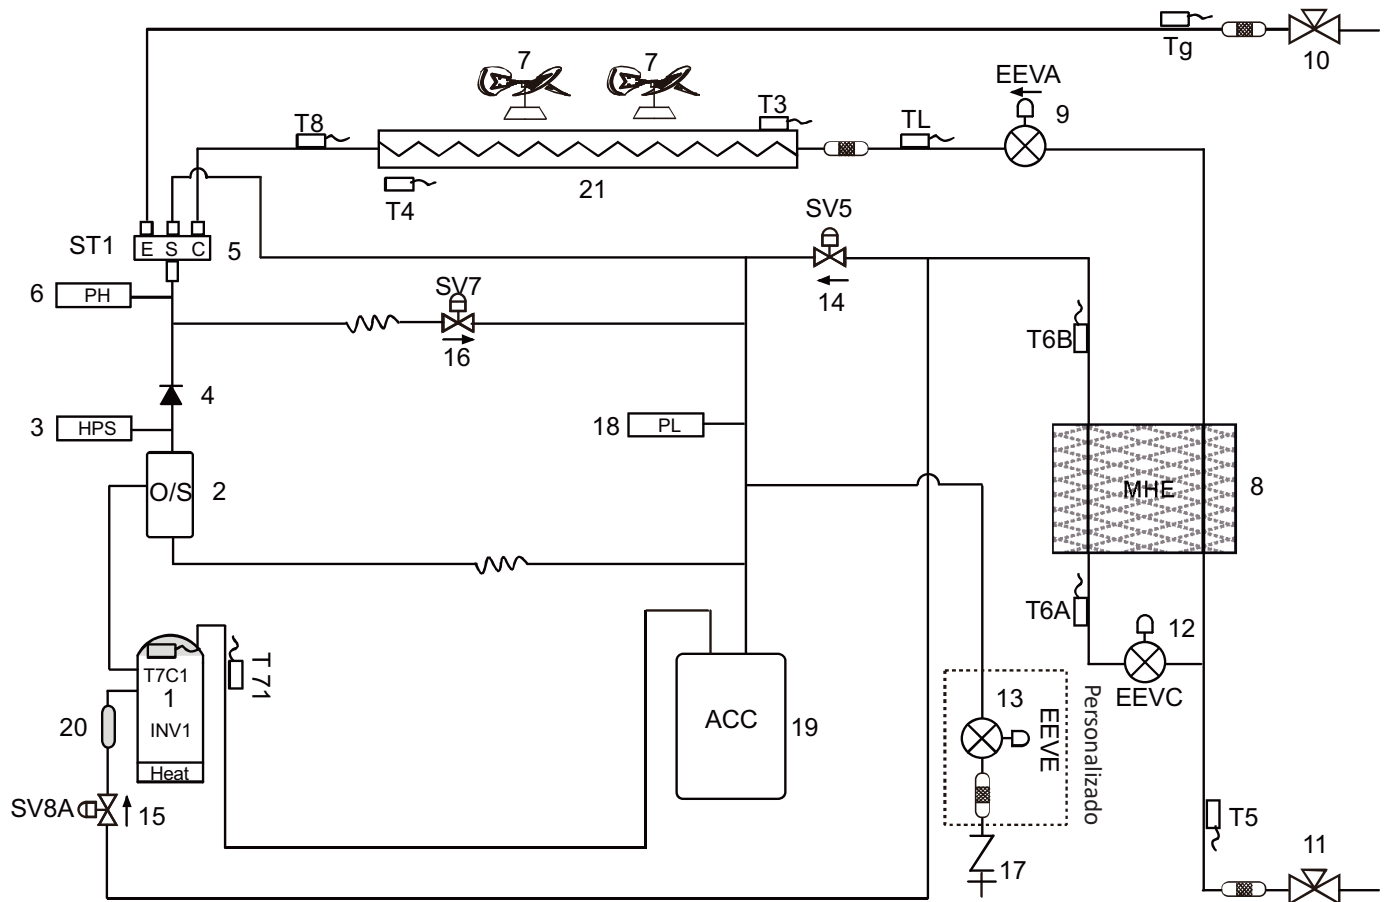 Tg
10
7
7
EEVA
9
T8
T3
TL
21
T4
SV5
14
ST1
E S C
5
6
PH
SV7
16
T6B
4
3
HPS
18
PL
O/S
2
MHE
8
T6A
12
EEVC
T7C1
1
INV1
Heat
T71
20
SV8A
15
ACC
19
13
EEVE
Personalizado
17
T5
11